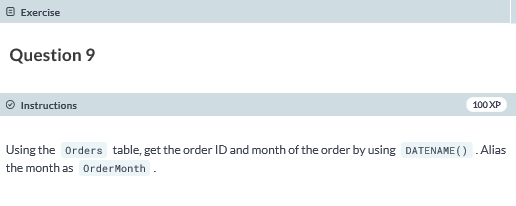 Exercise
Question 9
Instructions
100 XP
Using the Orders table, get the order ID and month of the order by using DATENAME() . Alias
the month as OrderMonth .